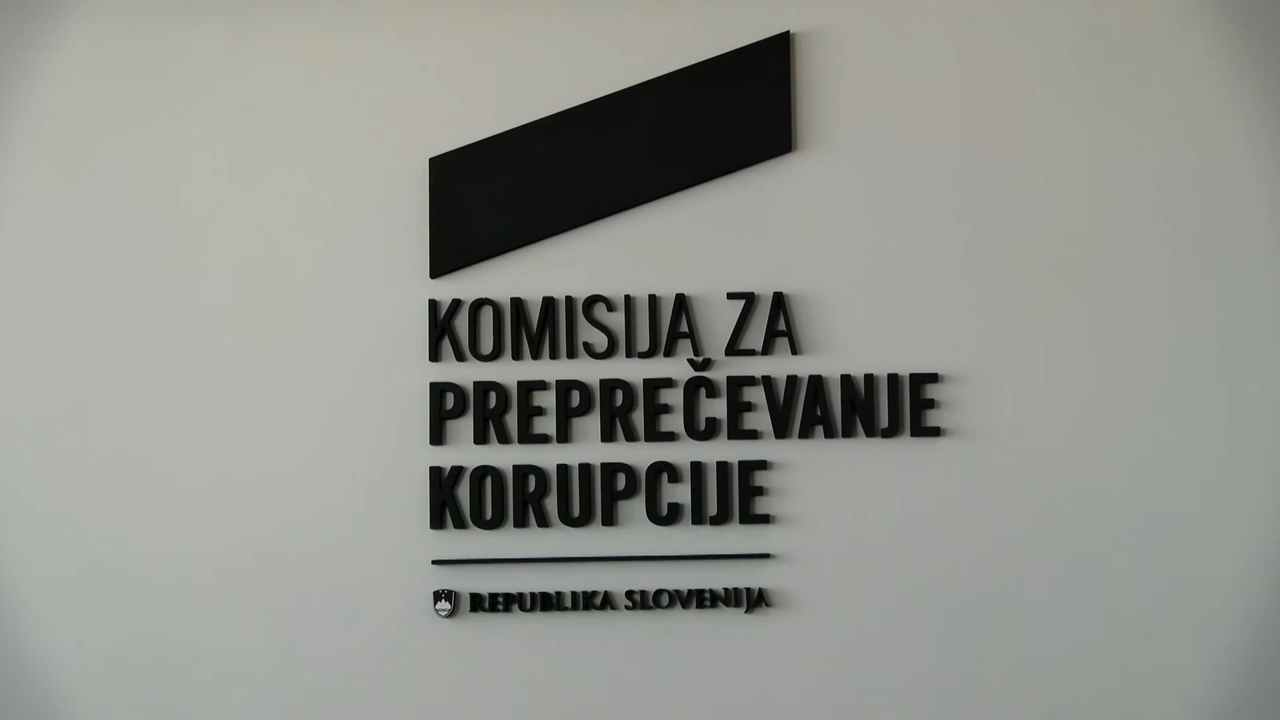 KOMISIJA ZA
PREPREČEVANJE
KORUPCIJE
REPUBLIKA SLOVENIJA